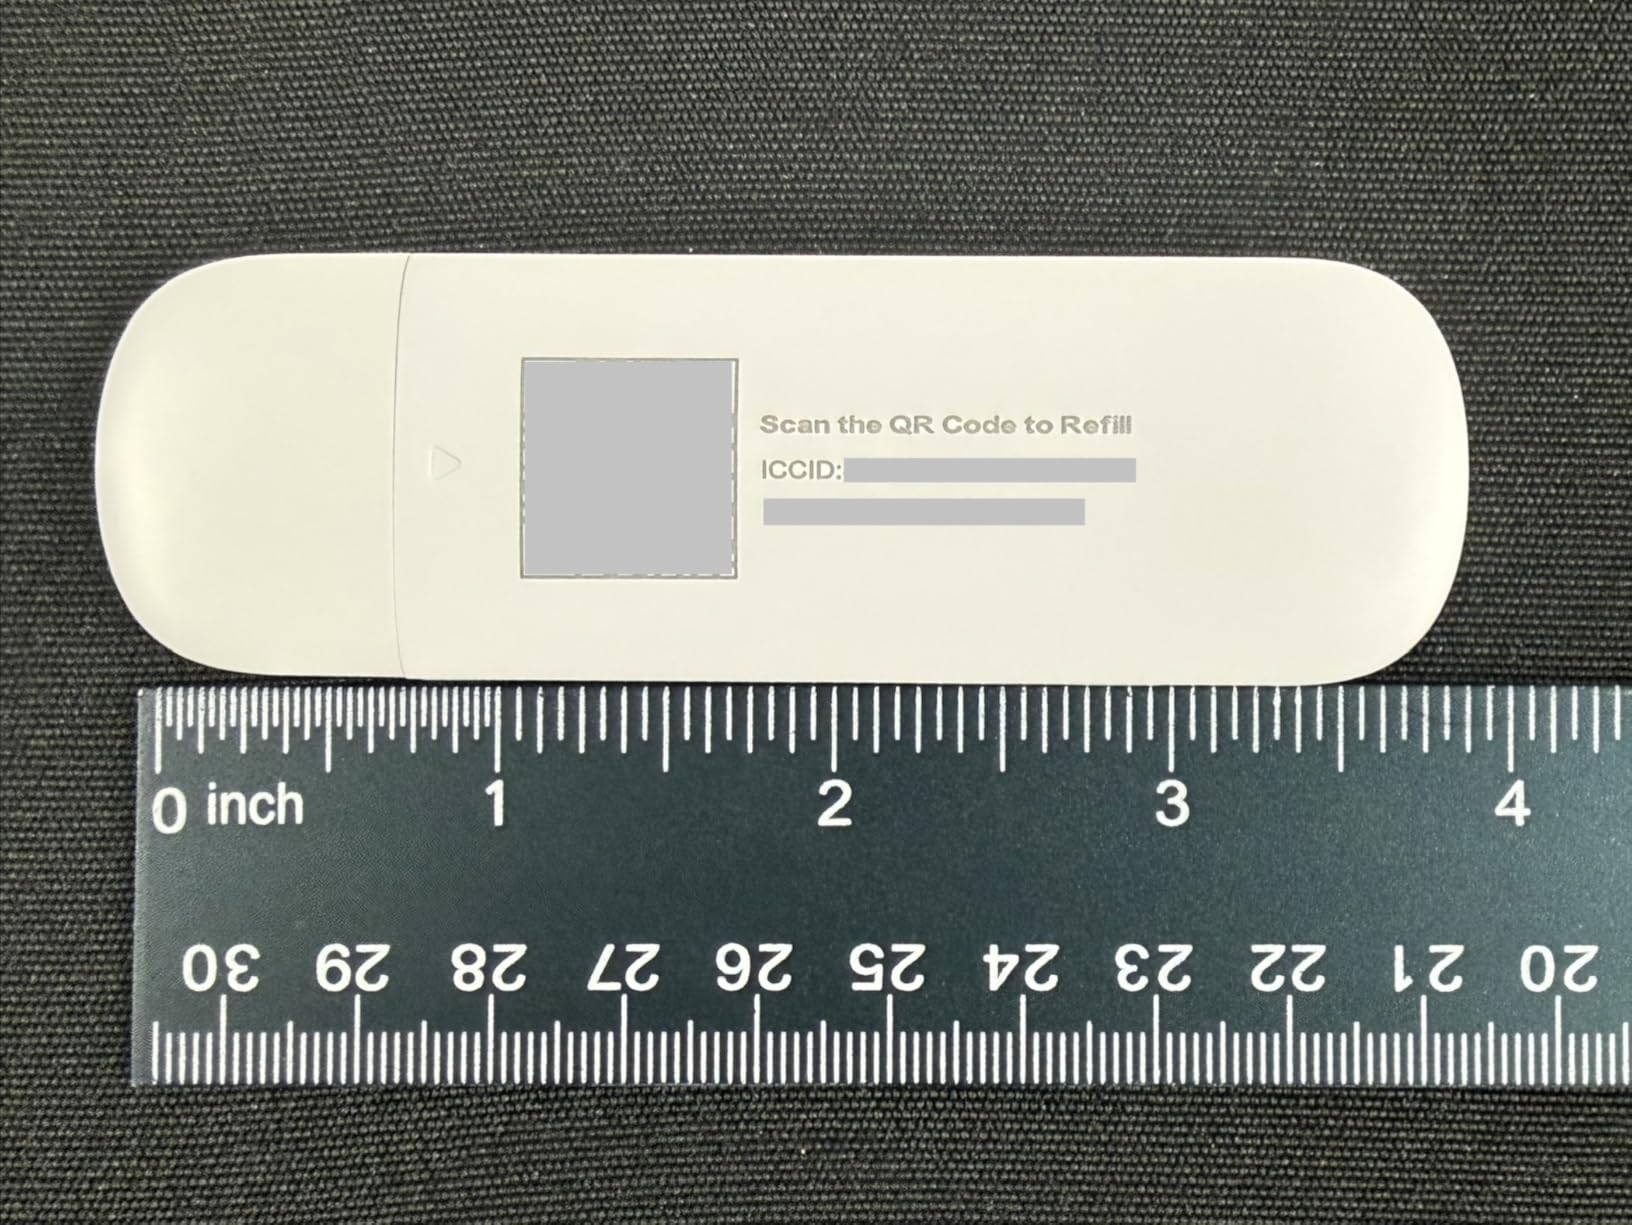 Scan the QR Code to Refill
ICCID:
0 inch 1 2 3 4
30 29 28 27 26 25 24 23 22 21 20